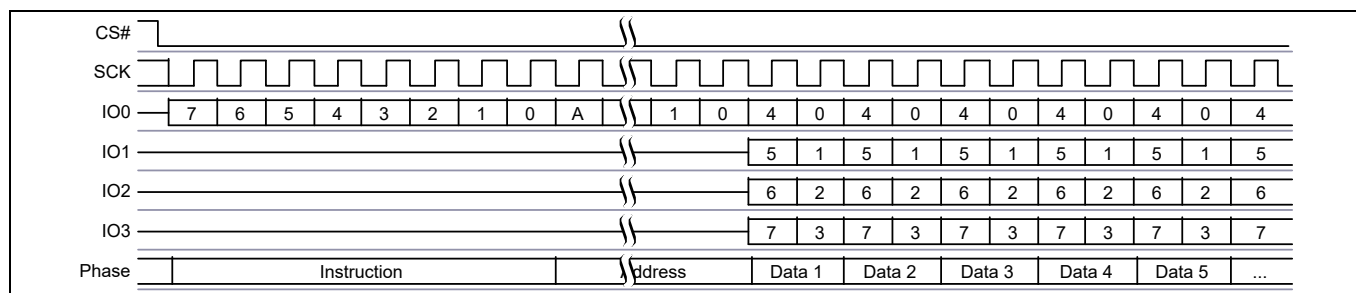 CS#
SCK
IO0 7 6 5 4 3 2 1 0 A 1 0 4 0 4 0 4 0 4 0 4 0 4
IO1 5 1 5 1 5 1 5 1 5 1 5
IO2 6 2 6 2 6 2 6 2 6 2 6
IO3 7 3 7 3 7 3 7 3 7 3 7
Phase Instruction Address Data 1 Data 2 Data 3 Data 4 Data 5 ...